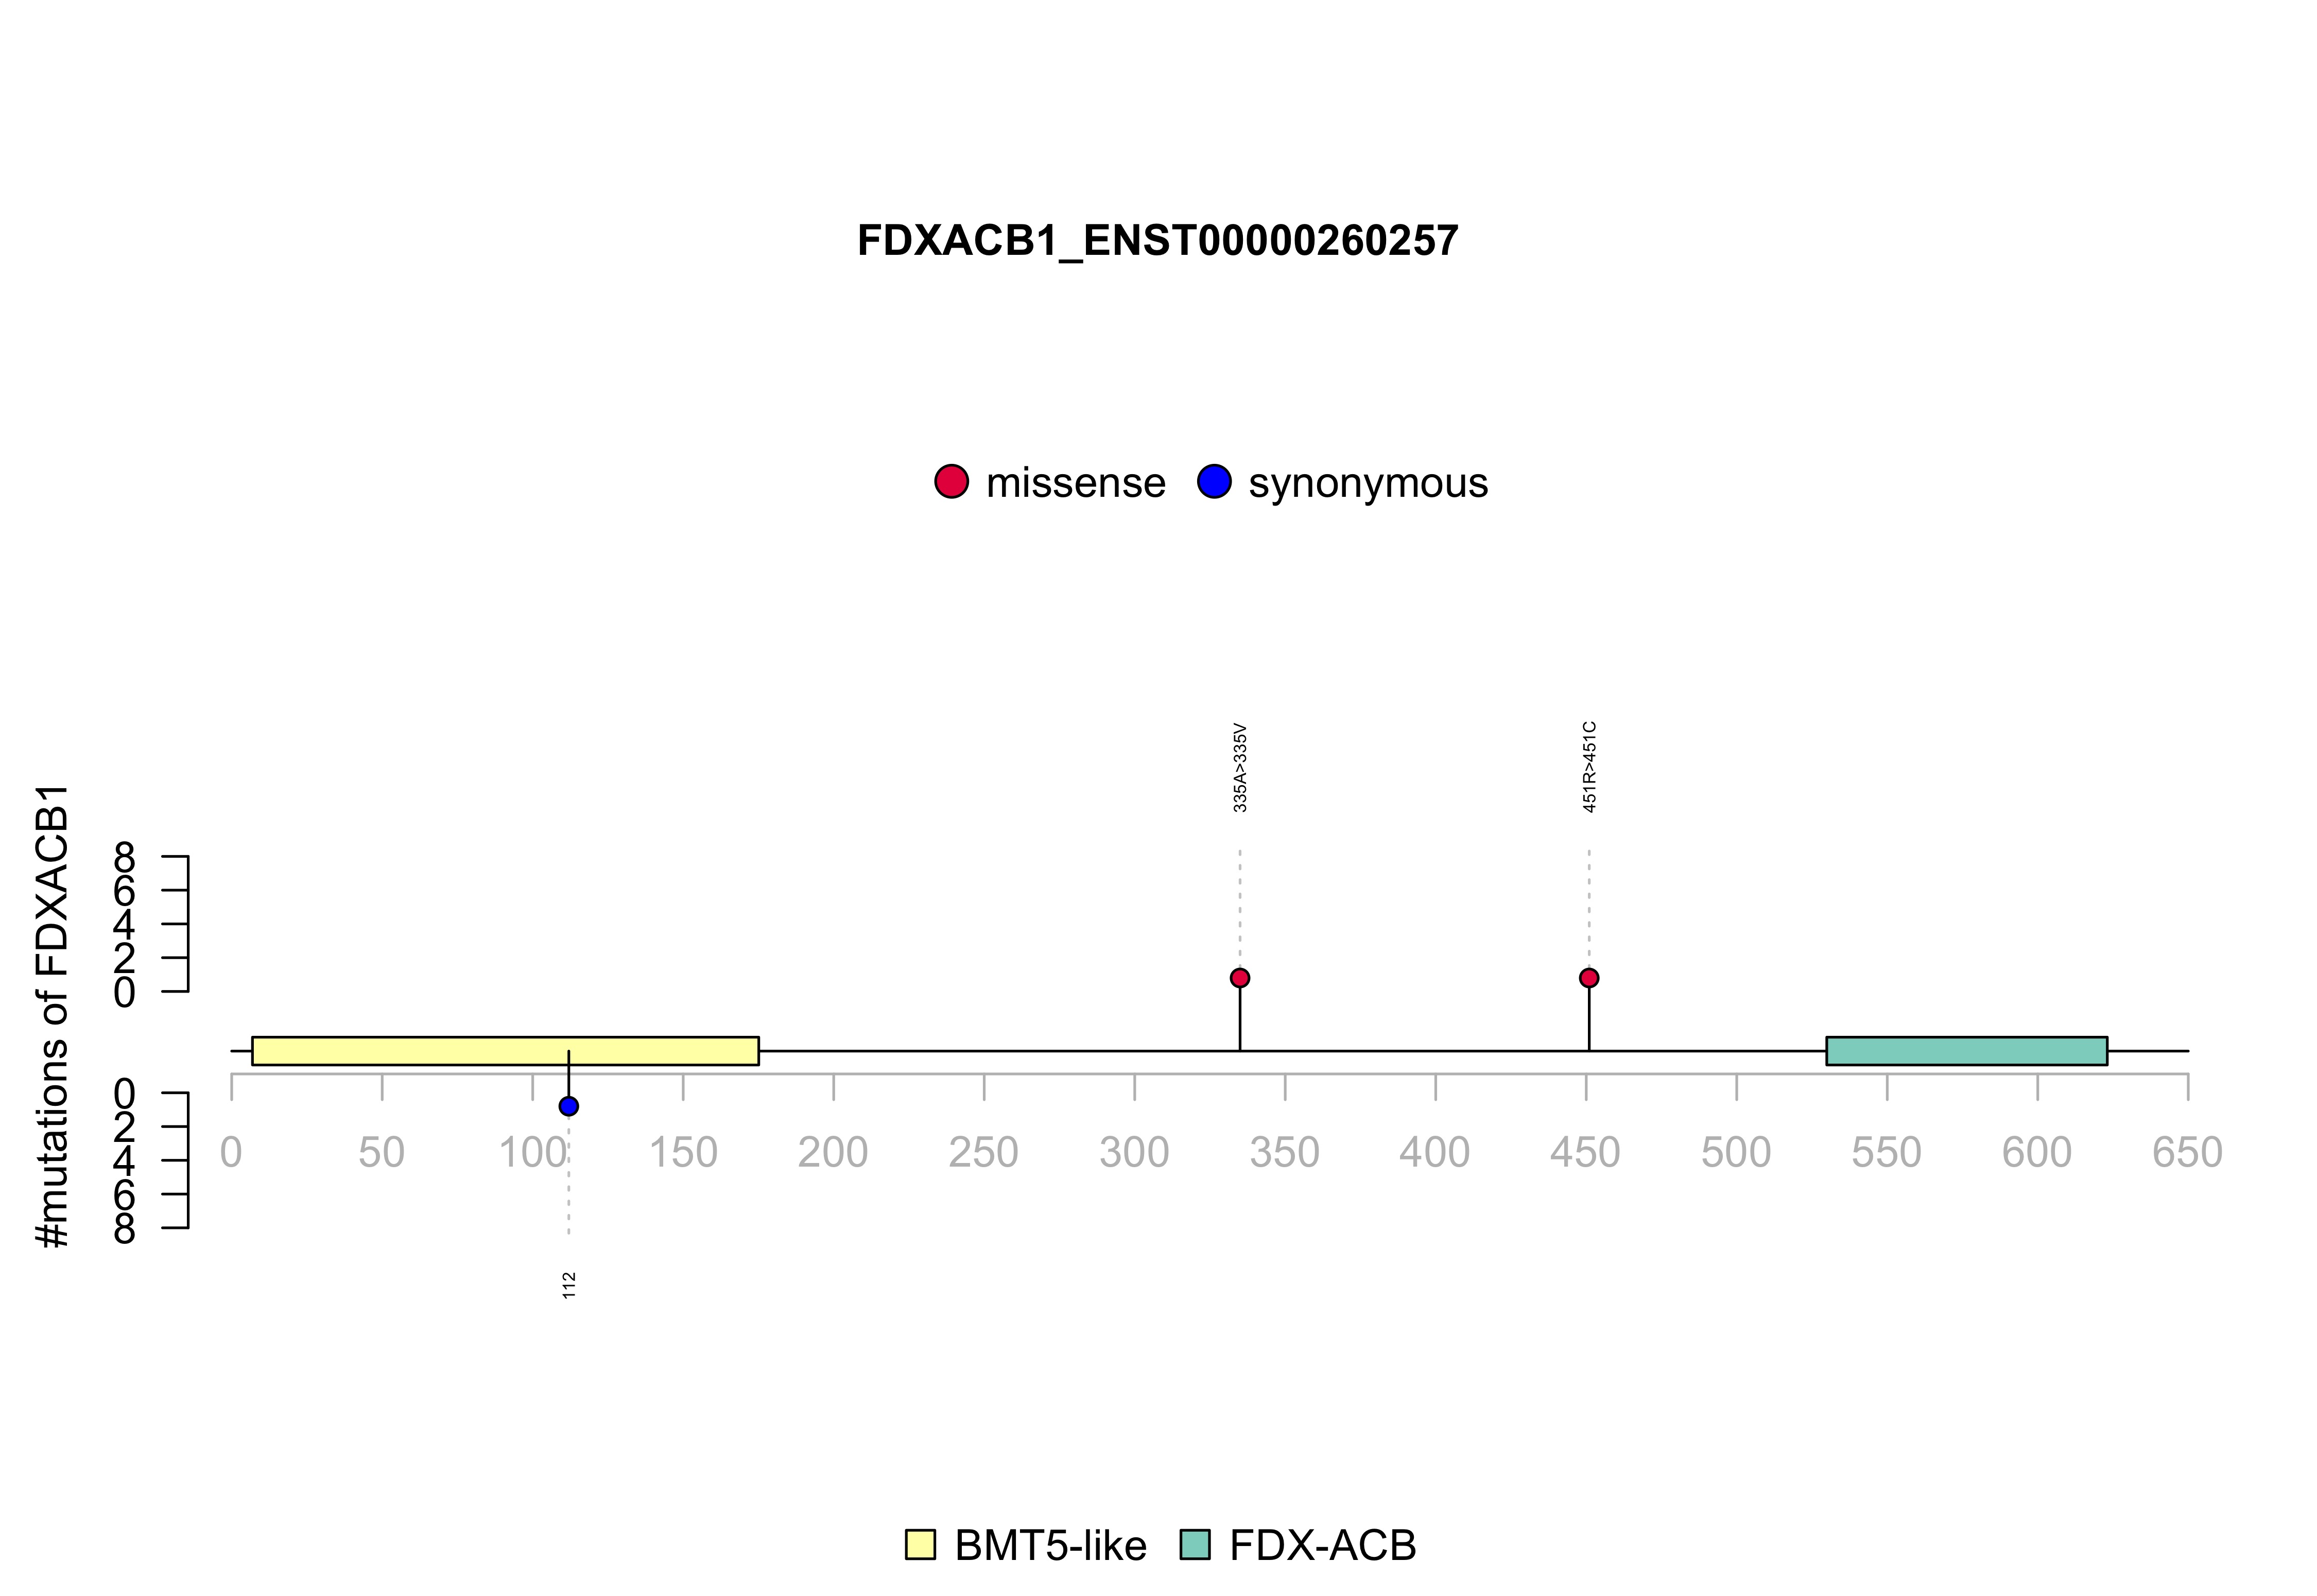 FDXACB1_ENST00000260257
missense synonymous
335A>335V
451R>451C
#mutations of FDXACB1
8
6
4
2
0
0
2
4
6
8
0 50 100 150 200 250 300 350 400 450 500 550 600 650
112
BMT5-like FDX-ACB